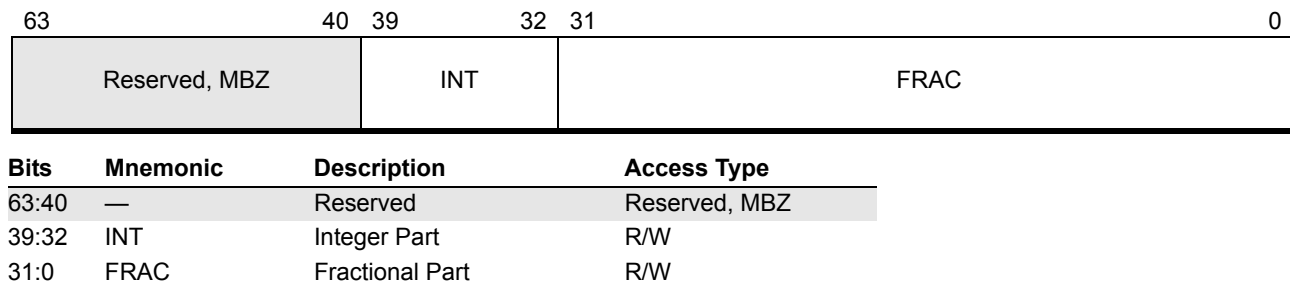 63 40 39 32 31 0
Reserved, MBZ INT FRAC
Bits Mnemonic Description Access Type
63:40 — Reserved Reserved, MBZ
39:32 INT Integer Part R/W
31:0 FRAC Fractional Part R/W